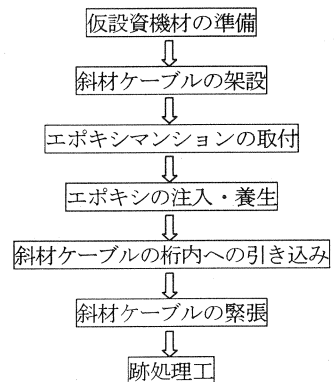 仮設資機材の準備
斜材ケーブルの架設
エポキシマンションの取付
エポキシの注入・養生
斜材ケーブルの桁内への引き込み
斜材ケーブルの緊張
跡処理工